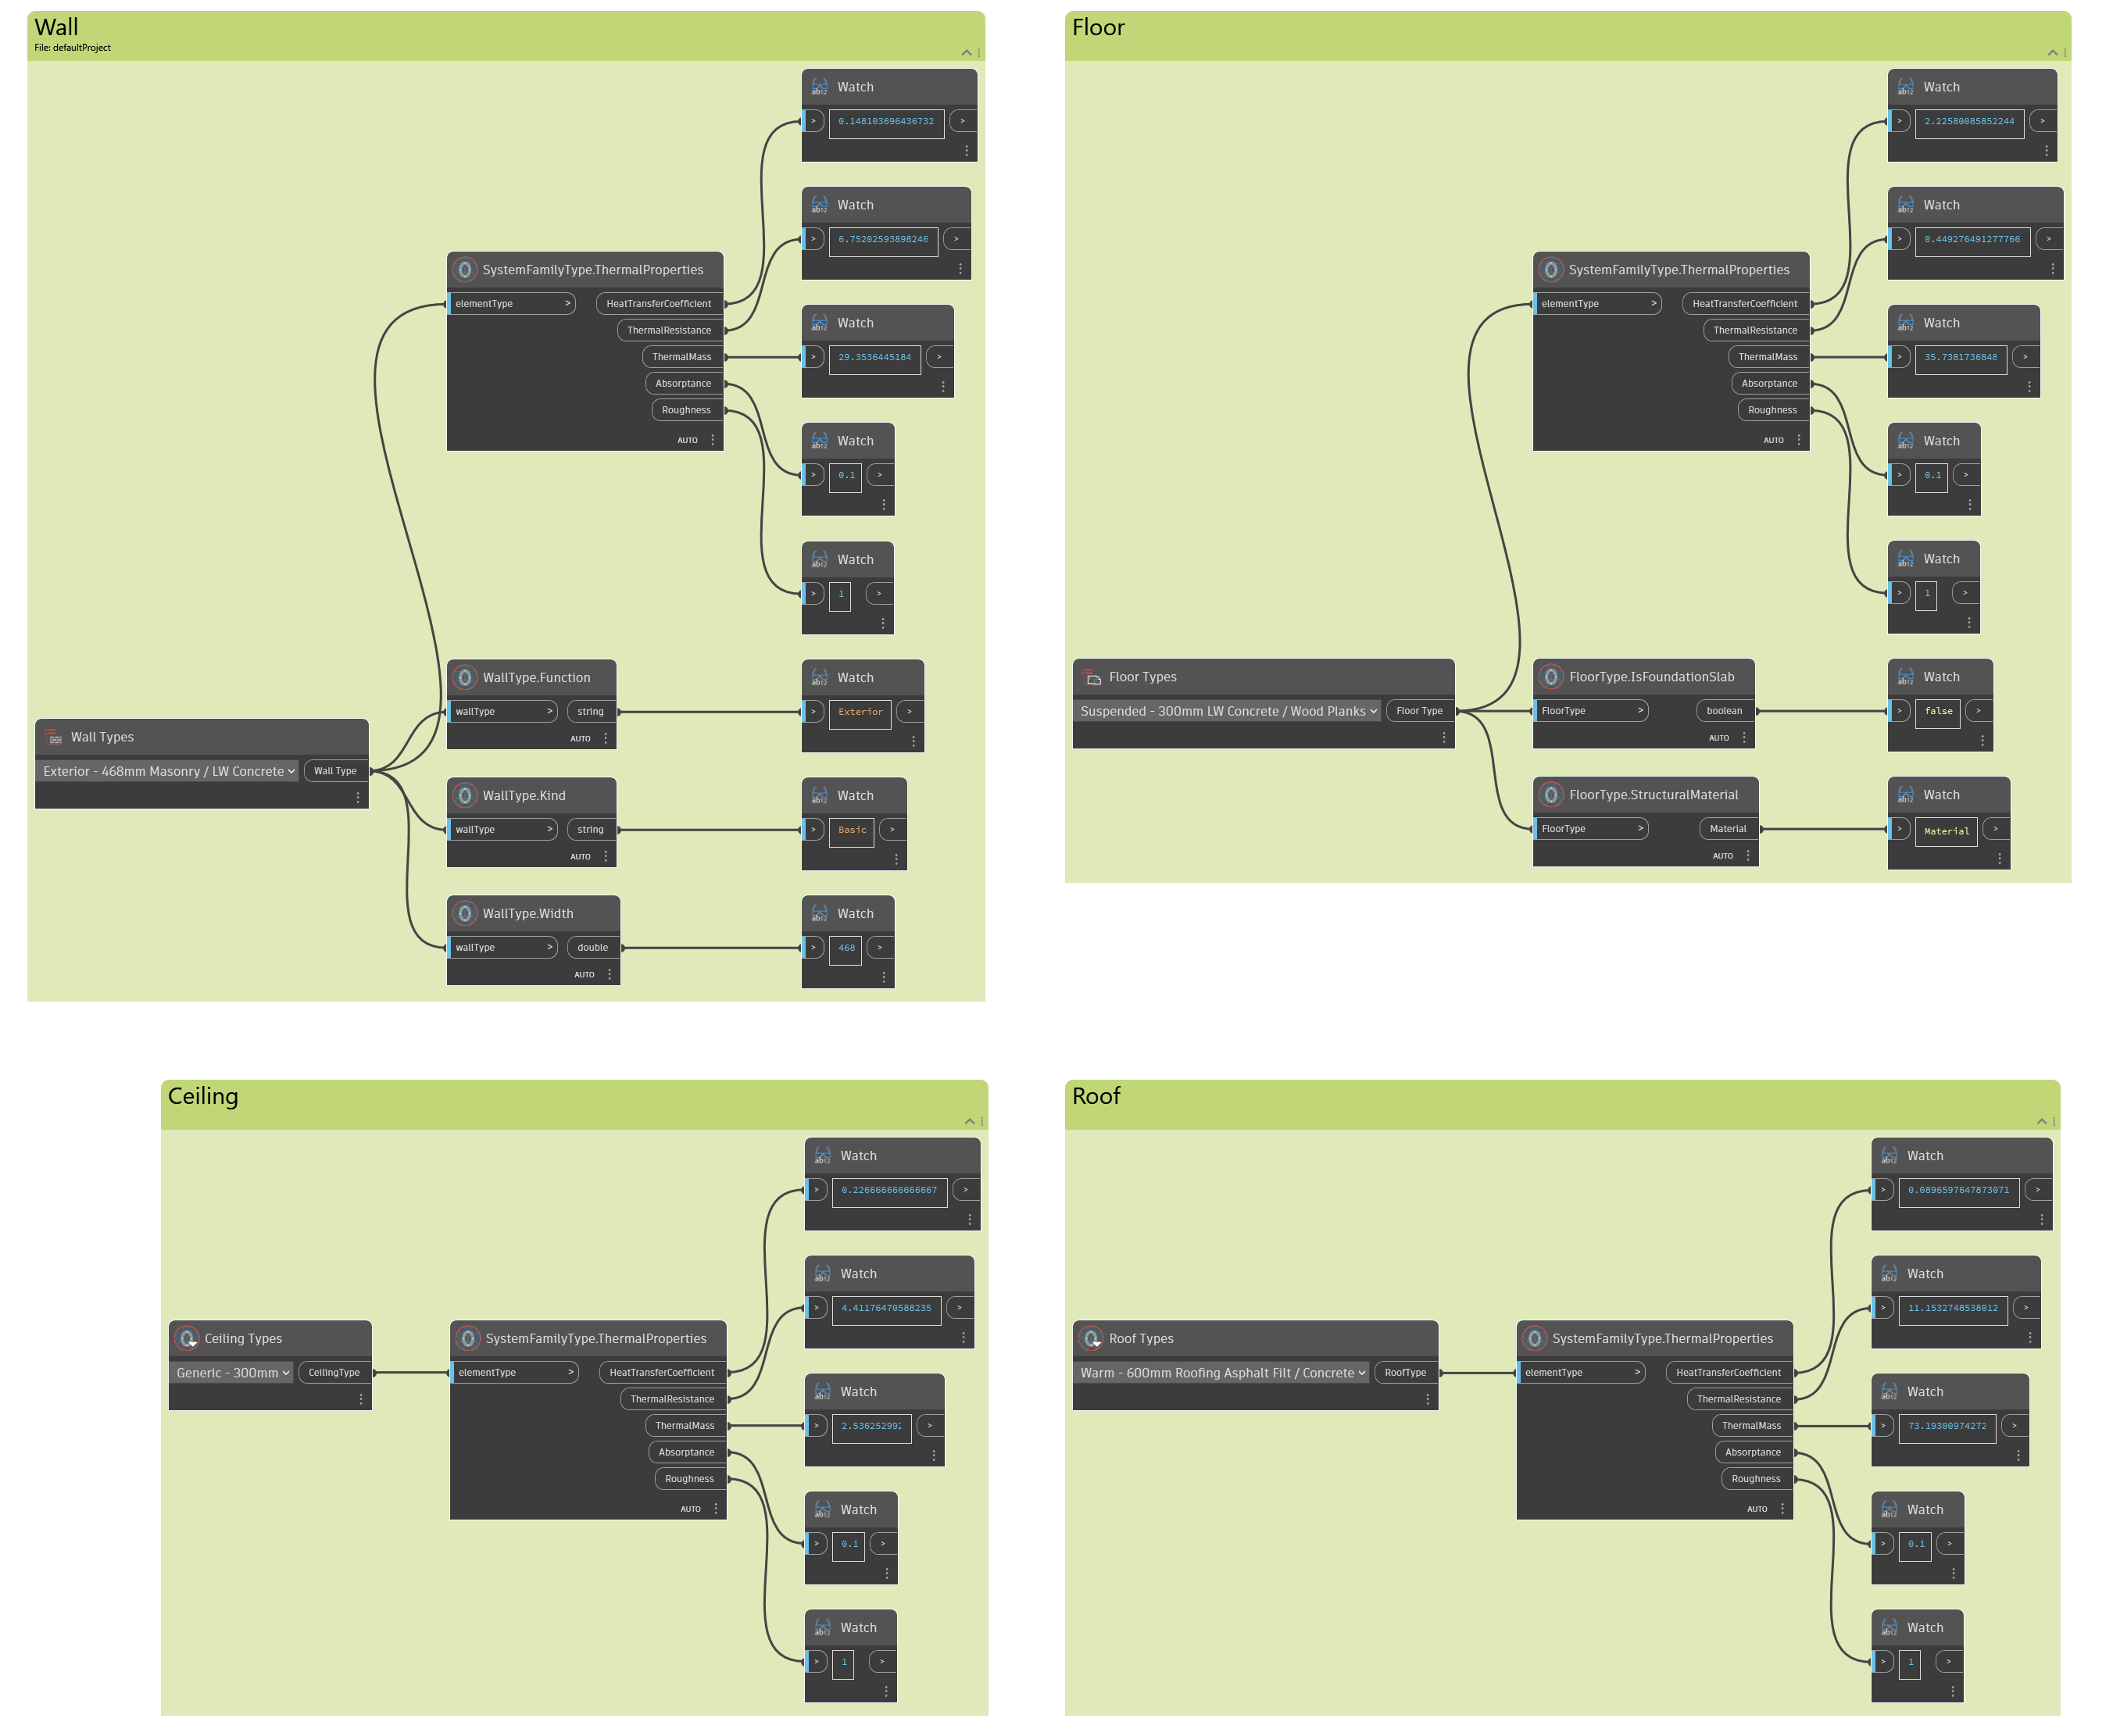 Wall
File: defaultProject
Watch
> 0.148103696436732 >
Watch
> 6.75202593898246 >
SystemFamilyType.ThermalProperties
elementType > HeatTransferCoefficient
ThermalResistance
ThermalMass
Absorptance
Roughness
AUTO
Watch
> 29.3536445184 >
Watch
> 0.1 >
Watch
> 1 >
Wall Types
Exterior - 468mm Masonry / LW Concrete Wall Type
WallType.Function
wallType > string
AUTO
Watch
> Exterior >
WallType.Kind
wallType > string
AUTO
Watch
> Basic >
WallType.Width
wallType > double
AUTO
Watch
> 468 >
Floor
Watch
> 2.22580085852244 >
Watch
> 0.449276491277766 >
SystemFamilyType.ThermalProperties
elementType > HeatTransferCoefficient
ThermalResistance
ThermalMass
Absorptance
Roughness
AUTO
Watch
> 35.7381736848 >
Watch
> 0.1 >
Watch
> 1 >
Floor Types
Suspended - 300mm LW Concrete / Wood Planks Floor Type
FloorType.IsFoundationSlab
FloorType > boolean
AUTO
Watch
> false >
FloorType.StructuralMaterial
FloorType > Material
AUTO
Watch
> Material >
Ceiling
Watch
> 0.226666666666667 >
Watch
> 4.41176470588235 >
Ceiling Types
Generic - 300mm CeilingType
SystemFamilyType.ThermalProperties
elementType > HeatTransferCoefficient
ThermalResistance
ThermalMass
Absorptance
Roughness
AUTO
Watch
> 2.536252992 >
Watch
> 0.1 >
Watch
> 1 >
Roof
Watch
> 0.0896597647873071 >
Watch
> 11.1532748538012 >
Roof Types
Warm - 600mm Roofing Asphalt Filt / Concrete RoofType
SystemFamilyType.ThermalProperties
elementType > HeatTransferCoefficient
ThermalResistance
ThermalMass
Absorptance
Roughness
AUTO
Watch
> 73.19300974272 >
Watch
> 0.1 >
Watch
> 1 >